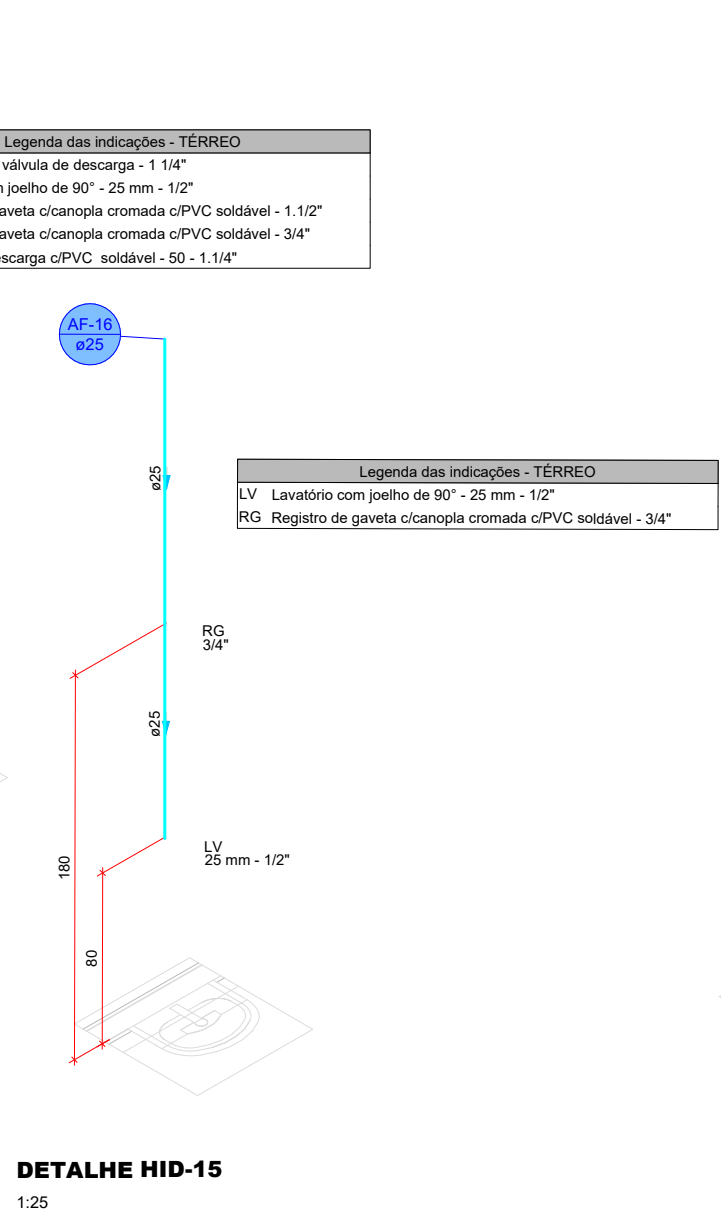 Legenda das indicações - TÉRREO
válvula de descarga - 1 1/4"
joelho de 90° - 25 mm - 1/2"
c/canopla cromada c/PVC soldável - 1.1/2"
c/canopla cromada c/PVC soldável - 3/4"
c/PVC soldável - 50 - 1.1/4"
AF-16
ø25
ø25
Legenda das indicações - TÉRREO
LV Lavatório com joelho de 90° - 25 mm - 1/2"
RG Registro de gaveta c/canopla cromada c/PVC soldável - 3/4"
RG
3/4"
ø25
LV
25 mm - 1/2"
180
80
DETALHE HID-15
1:25